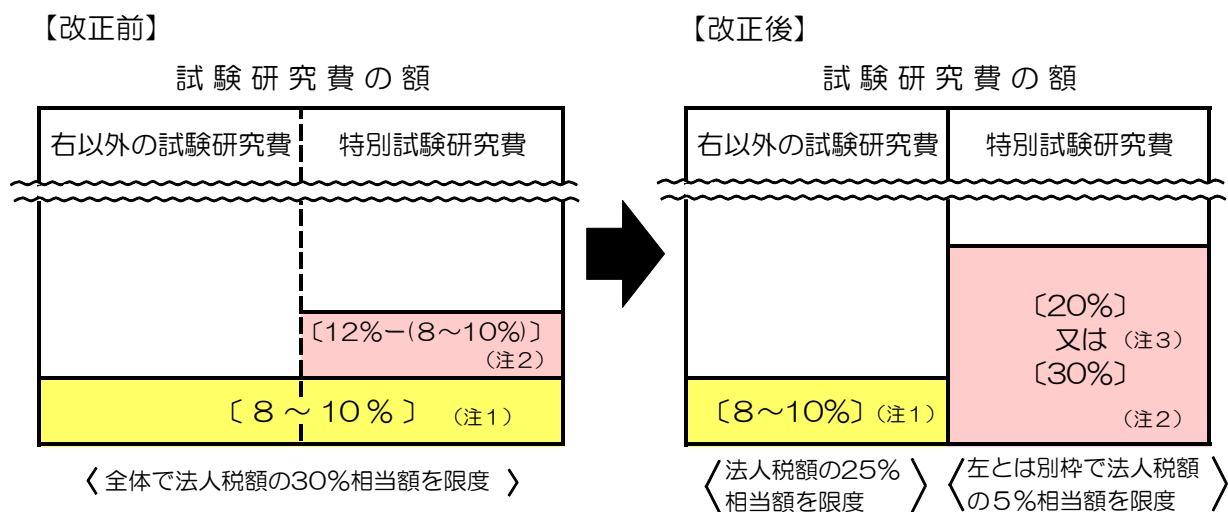 【改正前】
試験研究費の額
右以外の試験研究費
特別試験研究費
〔12%－(8～10%)〕
(注2)
〔8～10%〕 (注1)
〈全体で法人税額の30%相当額を限度〉
【改正後】
試験研究費の額
右以外の試験研究費
特別試験研究費
〔8～10%〕(注1)
〔20%〕
又は (注3)
〔30%〕
(注2)
〈法人税額の25%
相当額を限度〉
〈左とは別枠で法人税額
の5%相当額を限度〉